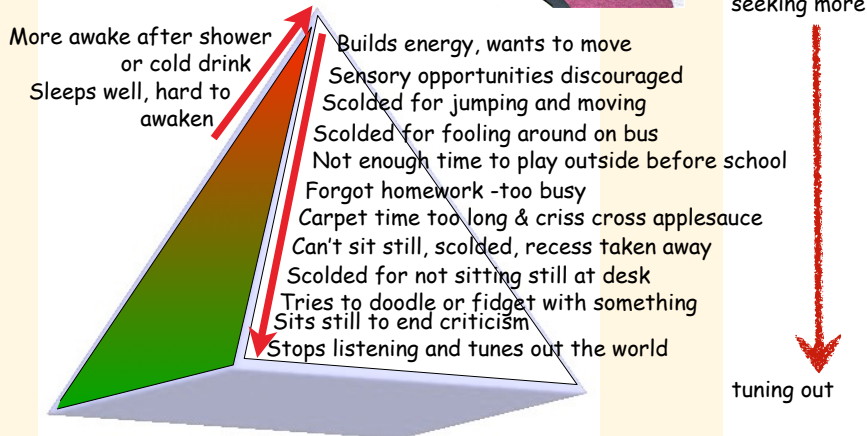 More awake after shower
or cold drink
Sleeps well, hard to
awaken
Builds energy, wants to move
Sensory opportunities discouraged
Scolded for jumping and moving
Scolded for fooling around on bus
Not enough time to play outside before school
Forgot homework -too busy
Carpet time too long & criss cross applesauce
Can't sit still, scolded, recess taken away
Scolded for not sitting still at desk
Tries to doodle or fidget with something
Sits still to end criticism
Stops listening and tunes out the world
seeking more
tuning out